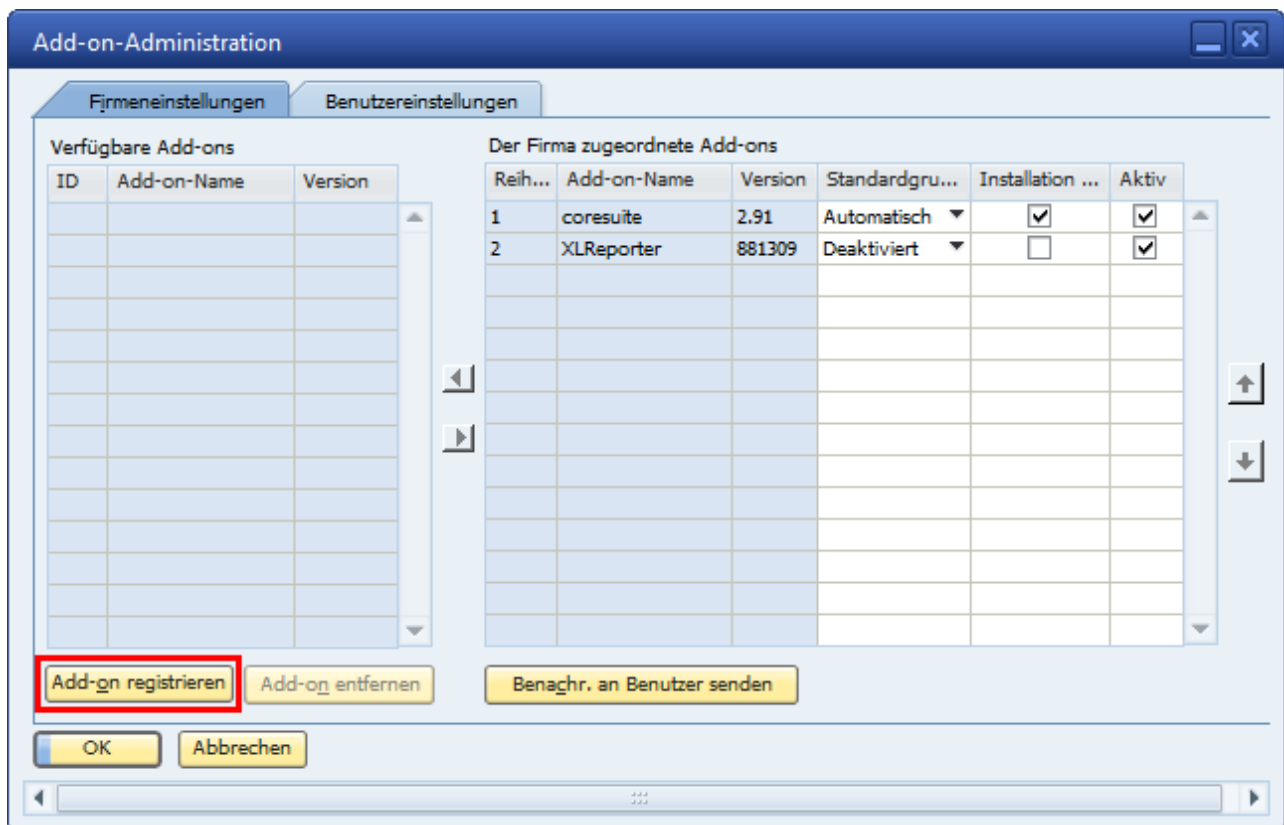 Add-on-Administration
Firmeneinstellungen Benutzereinstellungen
Verfügbare Add-ons
ID Add-on-Name Version
Der Firma zugeordnete Add-ons
Reih... Add-on-Name Version Standardgru... Installation ... Aktiv
1 coresuite 2.91 Automatisch
2 XLReporter 881309 Deaktiviert
Add-on registrieren Add-on entfernen Benachr. an Benutzer senden
OK Abbrechen